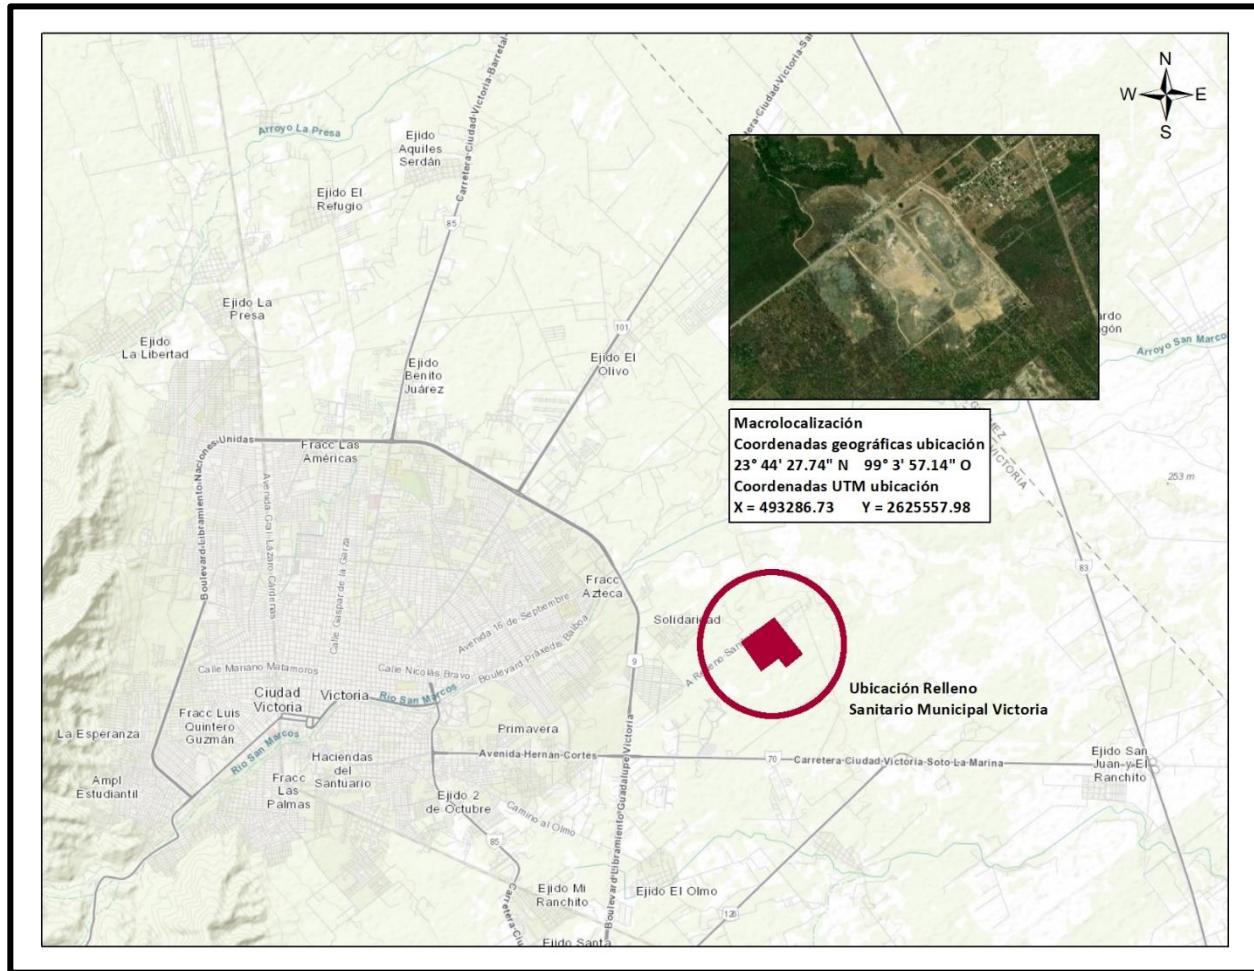 N
W
E
S
Arroyo La Presa
Ejido
Aquiles
Serdán
Carretera-Ciudad-Victoria-Barretal
Ejido El
Refugio
85
Ejido La
Presa
101
Ejido
La Libertad
Ejido
Benito
Juárez
Ejido El
Olivo
Arroyo San Marco
Macrolocalización
Coordenadas geográficas ubicación
23° 44' 27.74" N 99° 3' 57.14" O
Coordenadas UTM ubicación
X = 493286.73 Y = 2625557.98
VICTORIA
253 m
Boulevard-Libramiento-Naciones-Unidas
Fracc Las
Américas
Avenida-Gral-Lázaro-Cárdenas
Calle Gaspar de la Garza
83
Fracc
Azteca
Avenida 16 de Septiembre
Boulevard Práxedis Balboa
Solidaridad
A Relleno San
9
Calle Mariano Matamoros
Calle Nicolás Bravo
Ciudad
Victoria
Victoria
Río San Marcos
Ubicación Relleno
Sanitario Municipal Victoria
Fracc Luis
Quintero
Guzmán
La Esperanza
Río San Marcos
Primavera
Avenida-Hernán-Cortés
70
Carretera-Ciudad-Victoria-Soto-La-Marina
Ejido San
Juan-y-El
Ranchito
Haciendas
del
Santuario
Ampl
Estudiantil
Fracc
Las
Palmas
Ejido 2
de Octubre
Camino al Olmo
85
Boulevard Libramiento Guadalupe Victoria
Ejido Mi
Ranchito
Ejido El Olmo
126
Ejido Santa